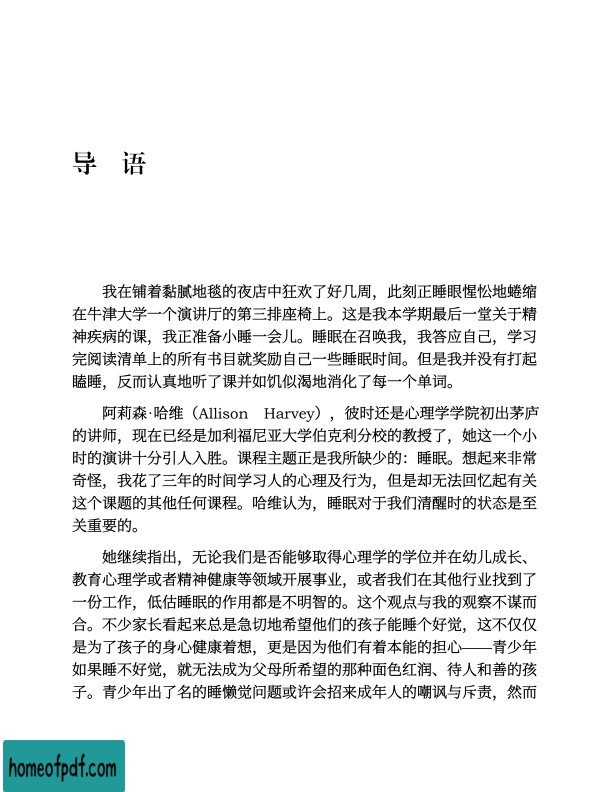 导 语
我在铺着黏腻地毯的夜店中狂欢了好几周，此刻正睡眼惺忪地蜷缩
在牛津大学一个演讲厅的第三排座椅上。这是我本学期最后一堂关于精
神疾病的课，我正准备小睡一会儿。睡眠在召唤我，我答应自己，学习
完阅读清单上的所有书目就奖励自己一些睡眠时间。但是我并没有打起
瞌睡，反而认真地听了课并如饥似渴地消化了每一个单词。
阿莉森·哈维（Allison Harvey），彼时还是心理学学院初出茅庐
的讲师，现在已经是加利福尼亚大学伯克利分校的教授了，她这一个小
时的演讲十分引人入胜。课程主题正是我所缺少的：睡眠。想起来非常
奇怪，我花了三年的时间学习人的心理及行为，但是却无法回忆起有关
这个课题的其他任何课程。哈维认为，睡眠对于我们清醒时的状态是至
关重要的。
她继续指出，无论我们是否能够取得心理学的学位并在幼儿成长、
教育心理学或者精神健康等领域开展事业，或者我们在其他行业找到了
一份工作，低估睡眠的作用都是不明智的。这个观点与我的观察不谋而
合。不少家长看起来总是急切地希望他们的孩子能睡个好觉，这不仅仅
是为了孩子的身心健康着想，更是因为他们有着本能的担心——青少年
如果睡不好觉，就无法成为父母所希望的那种面色红润、待人和善的孩
子。青少年出了名的睡懒觉问题或许会招来成年人的嘲讽与斥责，然而
homeofpdf.com